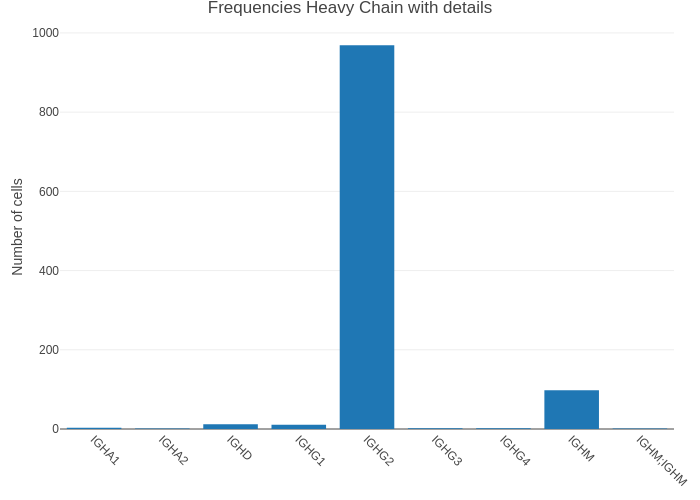 Frequencies Heavy Chain with details
Number of cells
1000
800
600
400
200
0
IGHA1
IGHA2
IGHD
IGHG1
IGHG2
IGHG3
IGHG4
IGHM
IGHM;IGHM